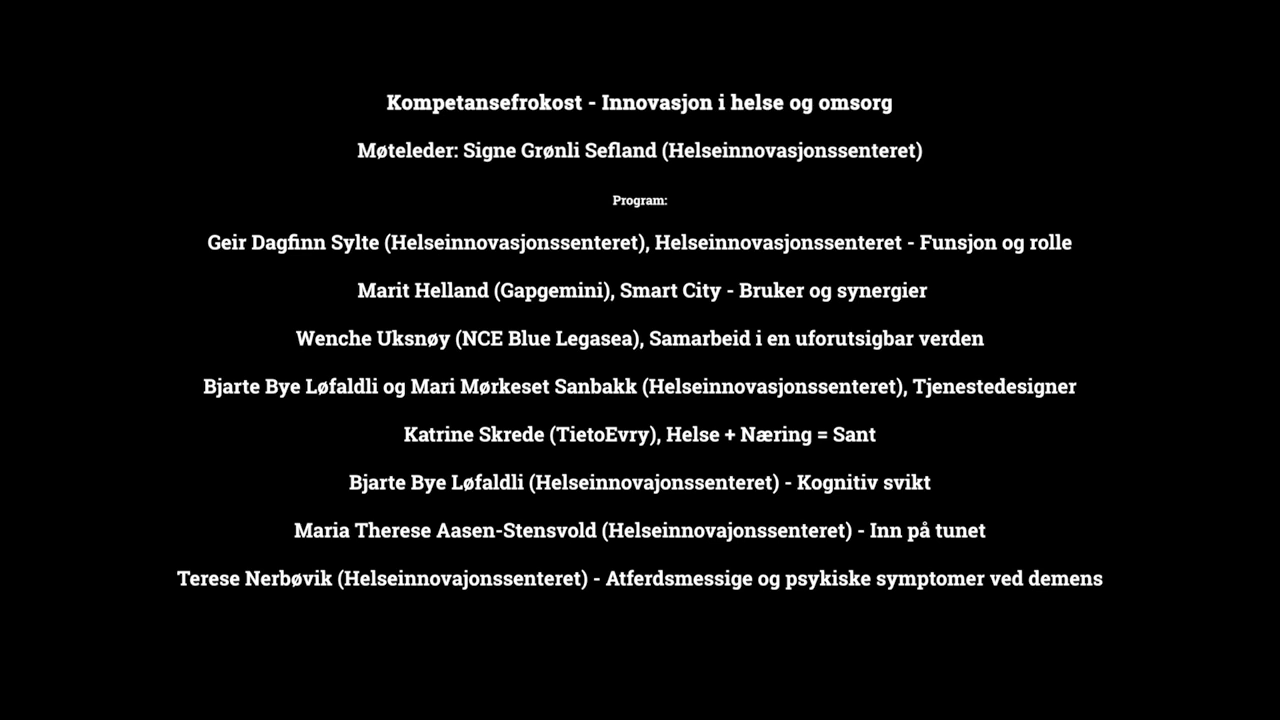 Kompetansefrokost - Innovasjon i helse og omsorg
Møteleder: Signe Grønli Sefland (Helseinnovasjonssenteret)
Program:
Geir Dagfinn Sylte (Helseinnovasjonssenteret), Helseinnovasjonssenteret - Funsjon og rolle
Marit Helland (Gapgemini), Smart City - Bruker og synergier
Wenche Uksnøy (NCE Blue Legasea), Samarbeid i en uforutsigbar verden
Bjarte Bye Løfaldli og Mari Mørkeset Sanbakk (Helseinnovasjonssenteret), Tjenestedesigner
Katrine Skrede (TietoEvry), Helse + Næring = Sant
Bjarte Bye Løfaldli (Helseinnovajonssenteret) - Kognitiv svikt
Maria Therese Aasen-Stensvold (Helseinnovajonssenteret) - Inn på tunet
Terese Nerbøvik (Helseinnovajonssenteret) - Atferdsmessige og psykiske symptomer ved demens